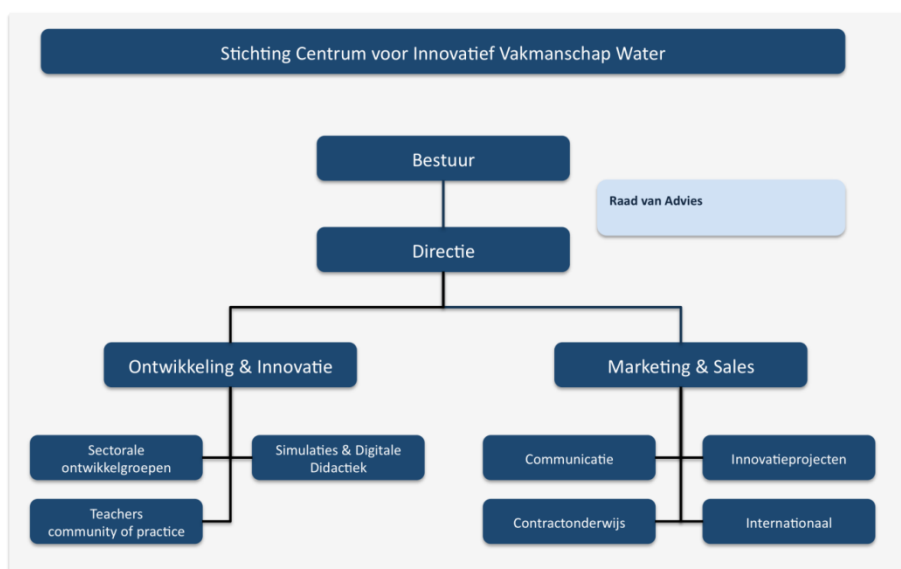 Stichting Centrum voor Innovatief Vakmanschap Water
Bestuur
Raad van Advies
Directie
Ontwikkeling & Innovatie
Marketing & Sales
Sectorale
ontwikkelgroepen
Simulaties & Digitale
Didactiek
Communicatie
Innovatieprojecten
Teachers
community of practice
Contractonderwijs
Internationaal